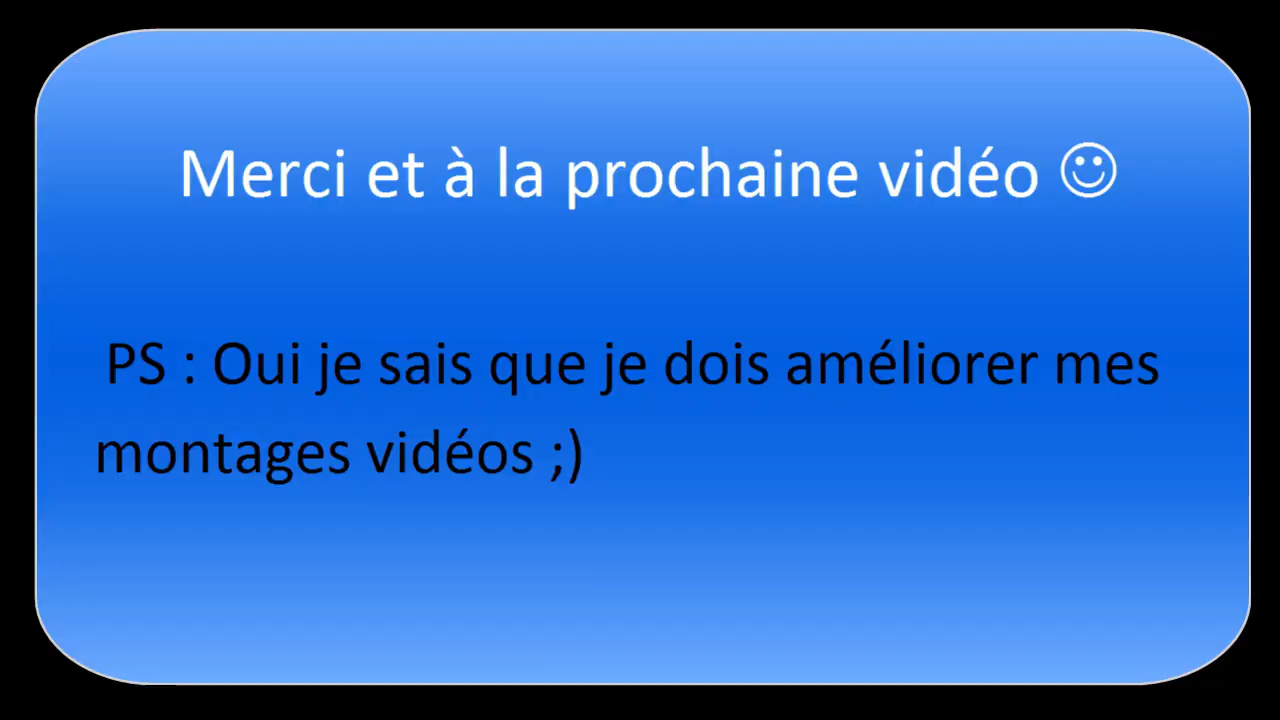 Merci et à la prochaine vidéo ☺
PS : Oui je sais que je dois améliorer mes
montages vidéos ;)